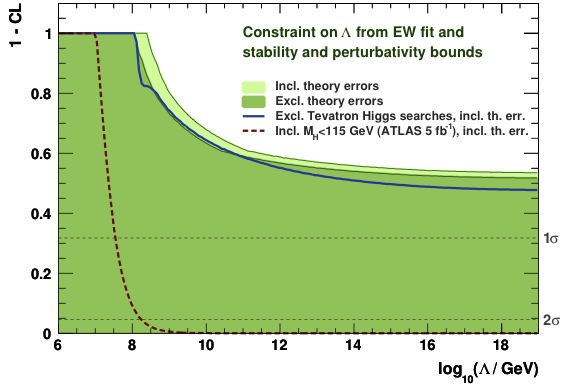 Constraint on Λ from EW fit and
stability and perturbativity bounds
Incl. theory errors
Excl. theory errors
Excl. Tevatron Higgs searches, incl. th. err.
Incl. M_H<115 GeV (ATLAS 5 fb⁻¹), incl. th. err.
1 - CL
1
0.8
0.6
0.4
0.2
0
1σ
2σ
6 8 10 12 14 16 18
log₁₀(Λ / GeV)